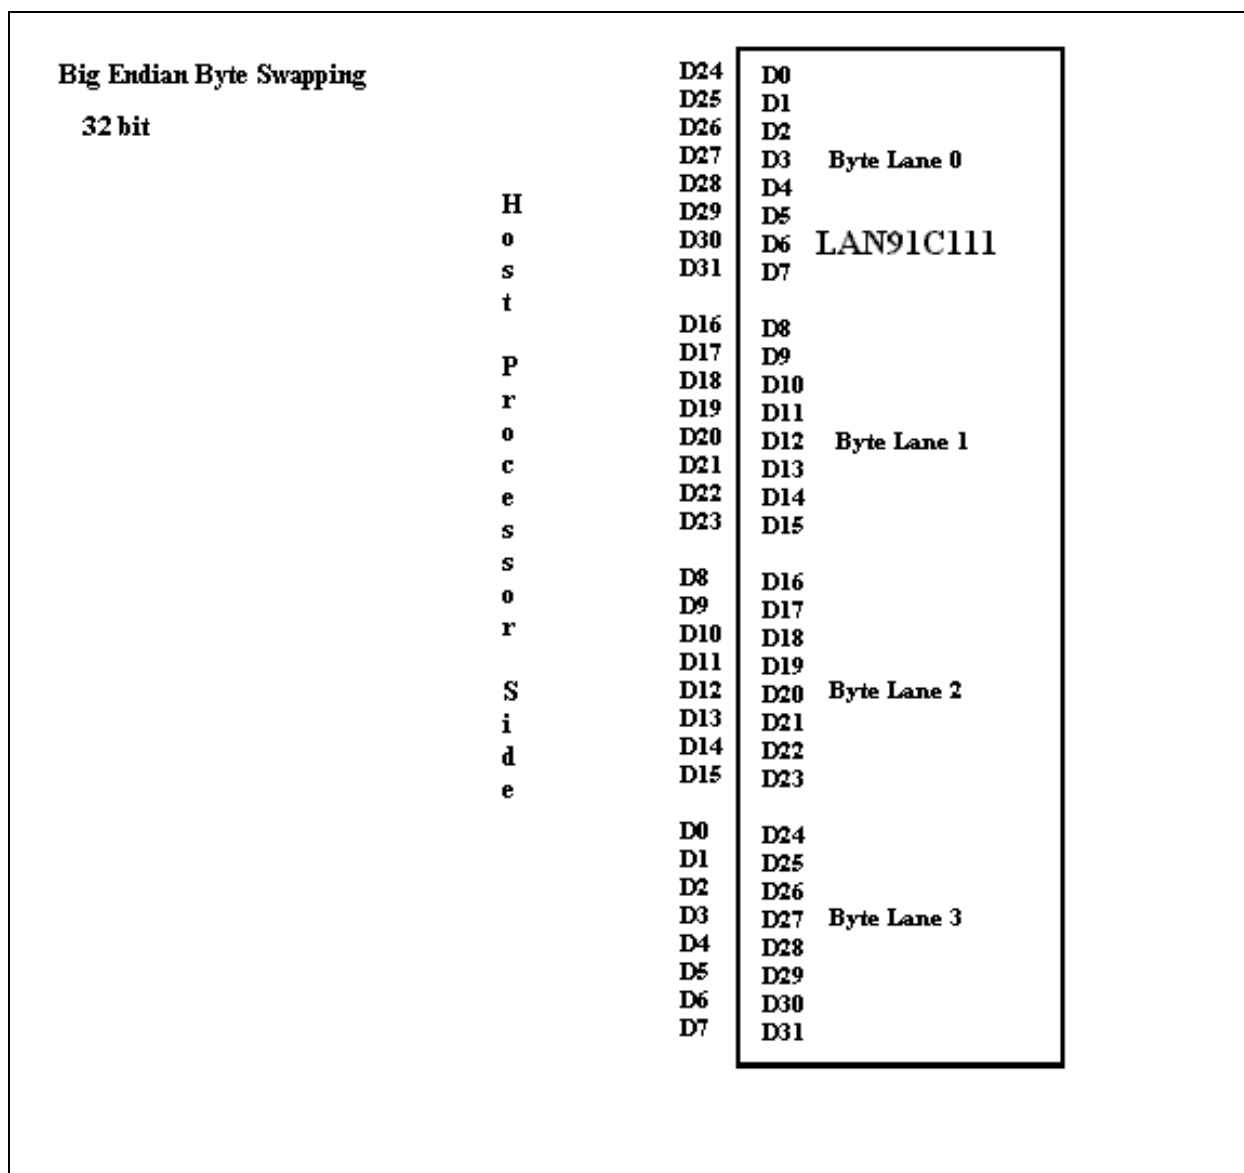 Big Endian Byte Swapping
32 bit
Host Processor Side
D24 D0
D25 D1
D26 D2
D27 D3 Byte Lane 0
D28 D4
D29 D5
D30 D6 LAN91C111
D31 D7
D16 D8
D17 D9
D18 D10
D19 D11
D20 D12 Byte Lane 1
D21 D13
D22 D14
D23 D15
D8 D16
D9 D17
D10 D18
D11 D19
D12 D20 Byte Lane 2
D13 D21
D14 D22
D15 D23
D0 D24
D1 D25
D2 D26
D3 D27 Byte Lane 3
D4 D28
D5 D29
D6 D30
D7 D31